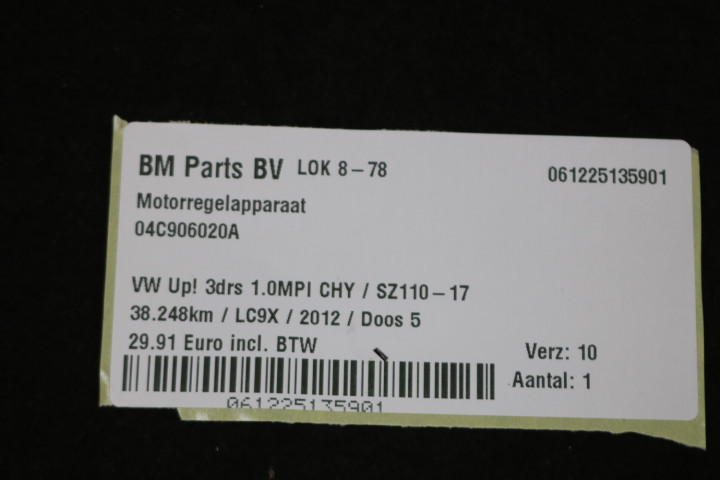 BM Parts BV LOK 8-78 061225135901
Motorregelapparaat
04C906020A
VW Up! 3drs 1.0MPI CHY / SZ110-17
38.248km / LC9X / 2012 / Doos 5
29.91 Euro incl. BTW Verz: 10
Aantal: 1
061225135901